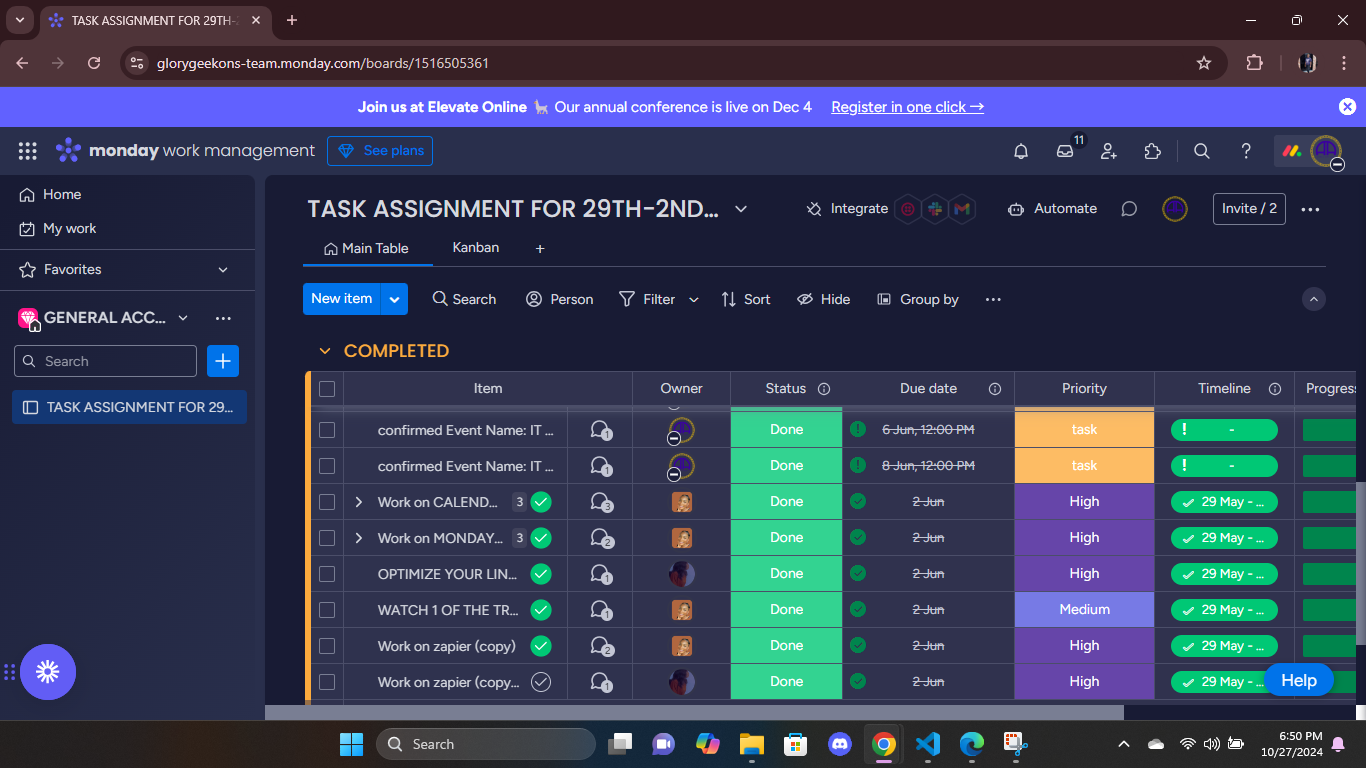 TASK ASSIGNMENT FOR 29TH-2
glorygeekons-team.monday.com/boards/1516505361
Join us at Elevate Online 🦙 Our annual conference is live on Dec 4 Register in one click →
monday work management See plans 11
Home
My work
Favorites
GENERAL ACC...
Search
TASK ASSIGNMENT FOR 29...
TASK ASSIGNMENT FOR 29TH-2ND... Integrate Automate Invite / 2
Main Table Kanban +
New item Search Person Filter Sort Hide Group by
COMPLETED
Item Owner Status Due date Priority Timeline Progress
confirmed Event Name: IT ... 1 Done 6 Jun, 12:00 PM task -
confirmed Event Name: IT ... 1 Done 8 Jun, 12:00 PM task -
Work on CALEND... 3 3 Done 2 Jun High 29 May - ...
Work on MONDAY... 3 2 Done 2 Jun High 29 May - ...
OPTIMIZE YOUR LIN... 1 Done 2 Jun High 29 May - ...
WATCH 1 OF THE TR... 1 Done 2 Jun Medium 29 May - ...
Work on zapier (copy) 2 Done 2 Jun High 29 May - ...
Work on zapier (copy... 1 Done 2 Jun High 29 May - ...
Help
Search
6:50 PM
10/27/2024